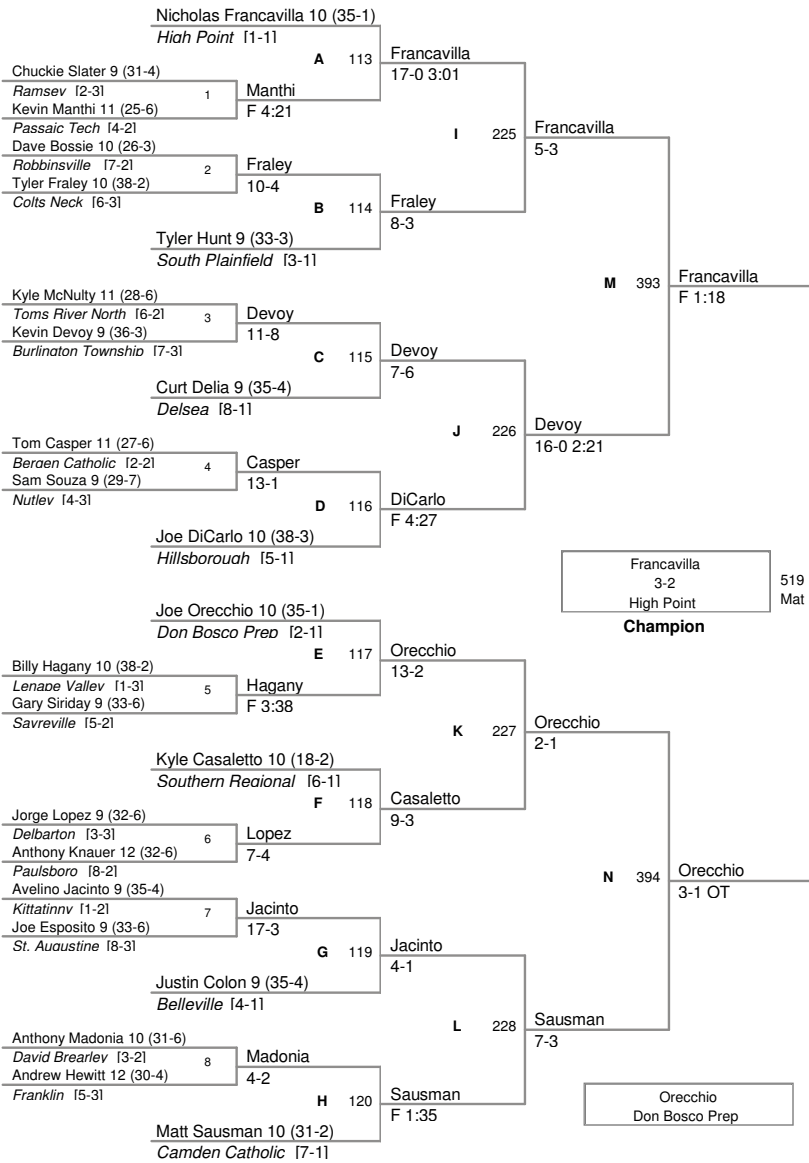 Nicholas Francavilla 10 (35-1)
High Point [1-1]
A 113
Francavilla
17-0 3:01
Chuckie Slater 9 (31-4)
Ramsey [2-3]
1
Manthi
F 4:21
Kevin Manthi 11 (25-6)
Passaic Tech [4-2]
I 225
Francavilla
5-3
Dave Bossie 10 (26-3)
Robbinsville [7-2]
2
Fraley
10-4
Tyler Fraley 10 (38-2)
Colts Neck [6-3]
B 114
Fraley
8-3
Tyler Hunt 9 (33-3)
South Plainfield [3-1]
M 393
Francavilla
F 1:18
Kyle McNulty 11 (28-6)
Toms River North [6-2]
3
Devoy
11-8
Kevin Devoy 9 (36-3)
Burlington Township [7-3]
C 115
Devoy
7-6
Curt Delia 9 (35-4)
Delsea [8-1]
J 226
Devoy
16-0 2:21
Tom Casper 11 (27-6)
Bergen Catholic [2-2]
4
Casper
13-1
Sam Souza 9 (29-7)
Nutley [4-3]
D 116
DiCarlo
F 4:27
Joe DiCarlo 10 (38-3)
Hillsborough [5-1]
Francavilla
3-2
High Point
519
Mat
Champion
Joe Orecchio 10 (35-1)
Don Bosco Prep [2-1]
E 117
Orecchio
13-2
Billy Hagany 10 (38-2)
Lenape Valley [1-3]
5
Hagany
F 3:38
Gary Siriday 9 (33-6)
Sayreville [5-2]
K 227
Orecchio
2-1
Kyle Casaletto 10 (18-2)
Southern Regional [6-1]
F 118
Casaletto
9-3
Jorge Lopez 9 (32-6)
Delbarton [3-3]
6
Lopez
7-4
Anthony Knauer 12 (32-6)
Paulsboro [8-2]
N 394
Orecchio
3-1 OT
Avelino Jacinto 9 (35-4)
Kittatinny [1-2]
7
Jacinto
17-3
Joe Esposito 9 (33-6)
St. Augustine [8-3]
G 119
Jacinto
4-1
Justin Colon 9 (35-4)
Belleville [4-1]
L 228
Sausman
7-3
Anthony Madonia 10 (31-6)
David Brearley [3-2]
8
Madonia
4-2
Andrew Hewitt 12 (30-4)
Franklin [5-3]
H 120
Sausman
F 1:35
Matt Sausman 10 (31-2)
Camden Catholic [7-1]
Orecchio
Don Bosco Prep